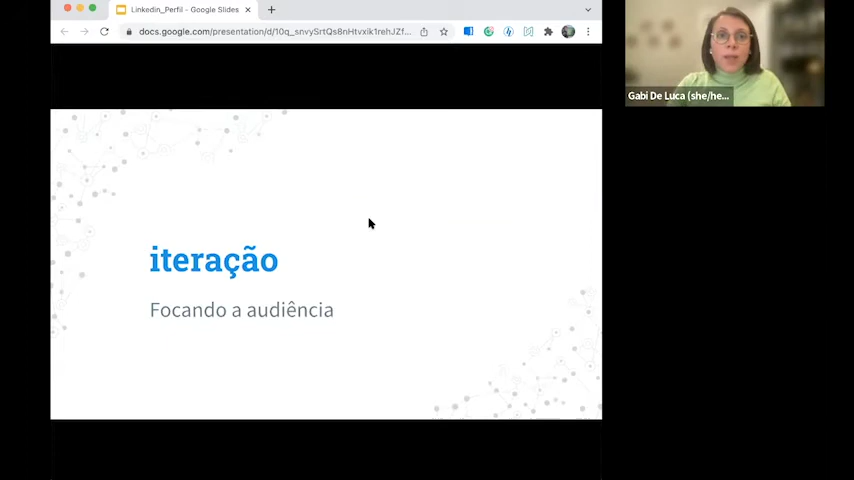 Linkedin_Perfil - Google Slides
docs.google.com/presentation/d/10q_snvySrtQs8nHtvxik1rehJZf...
Gabi De Luca (she/he...
iteração
Focando a audiência